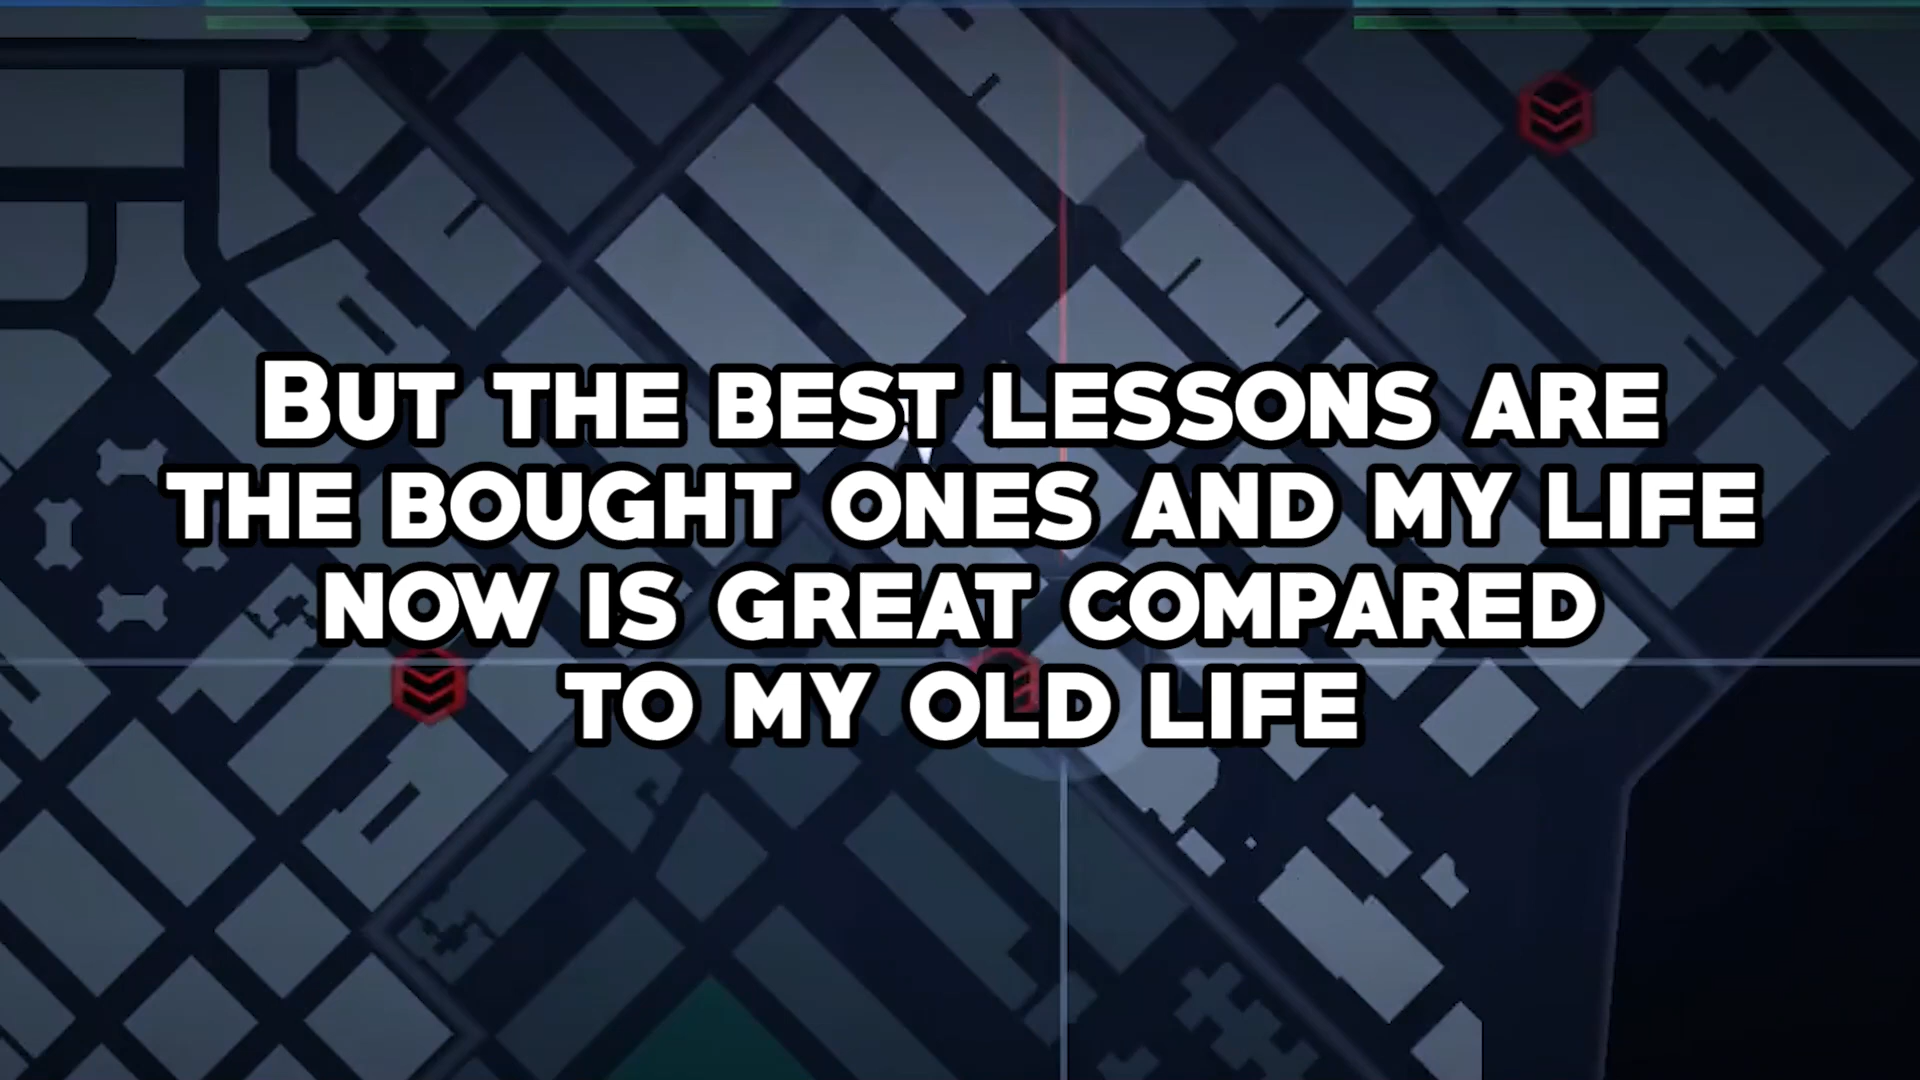 But the best lessons are
the bought ones and my life
now is great compared
to my old life